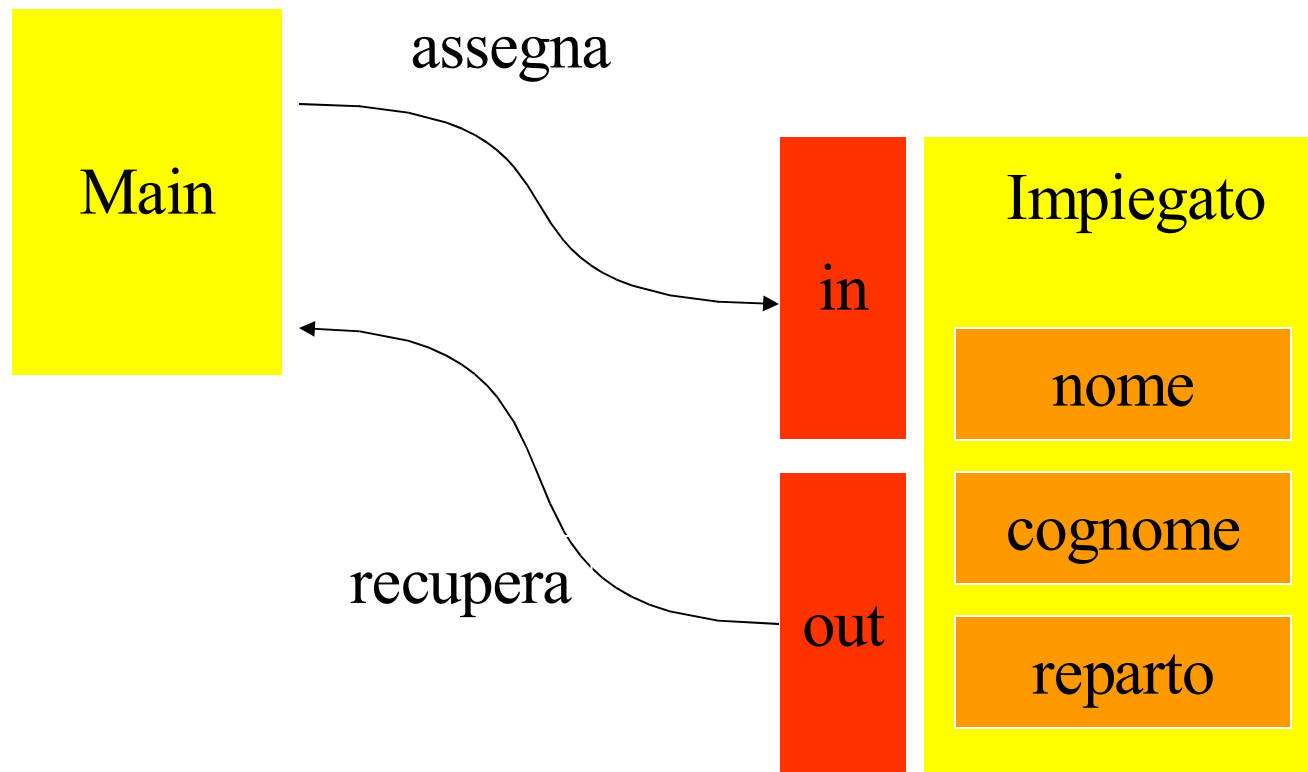 assegna
Main
Impiegato
in
nome
cognome
recupera
out
reparto